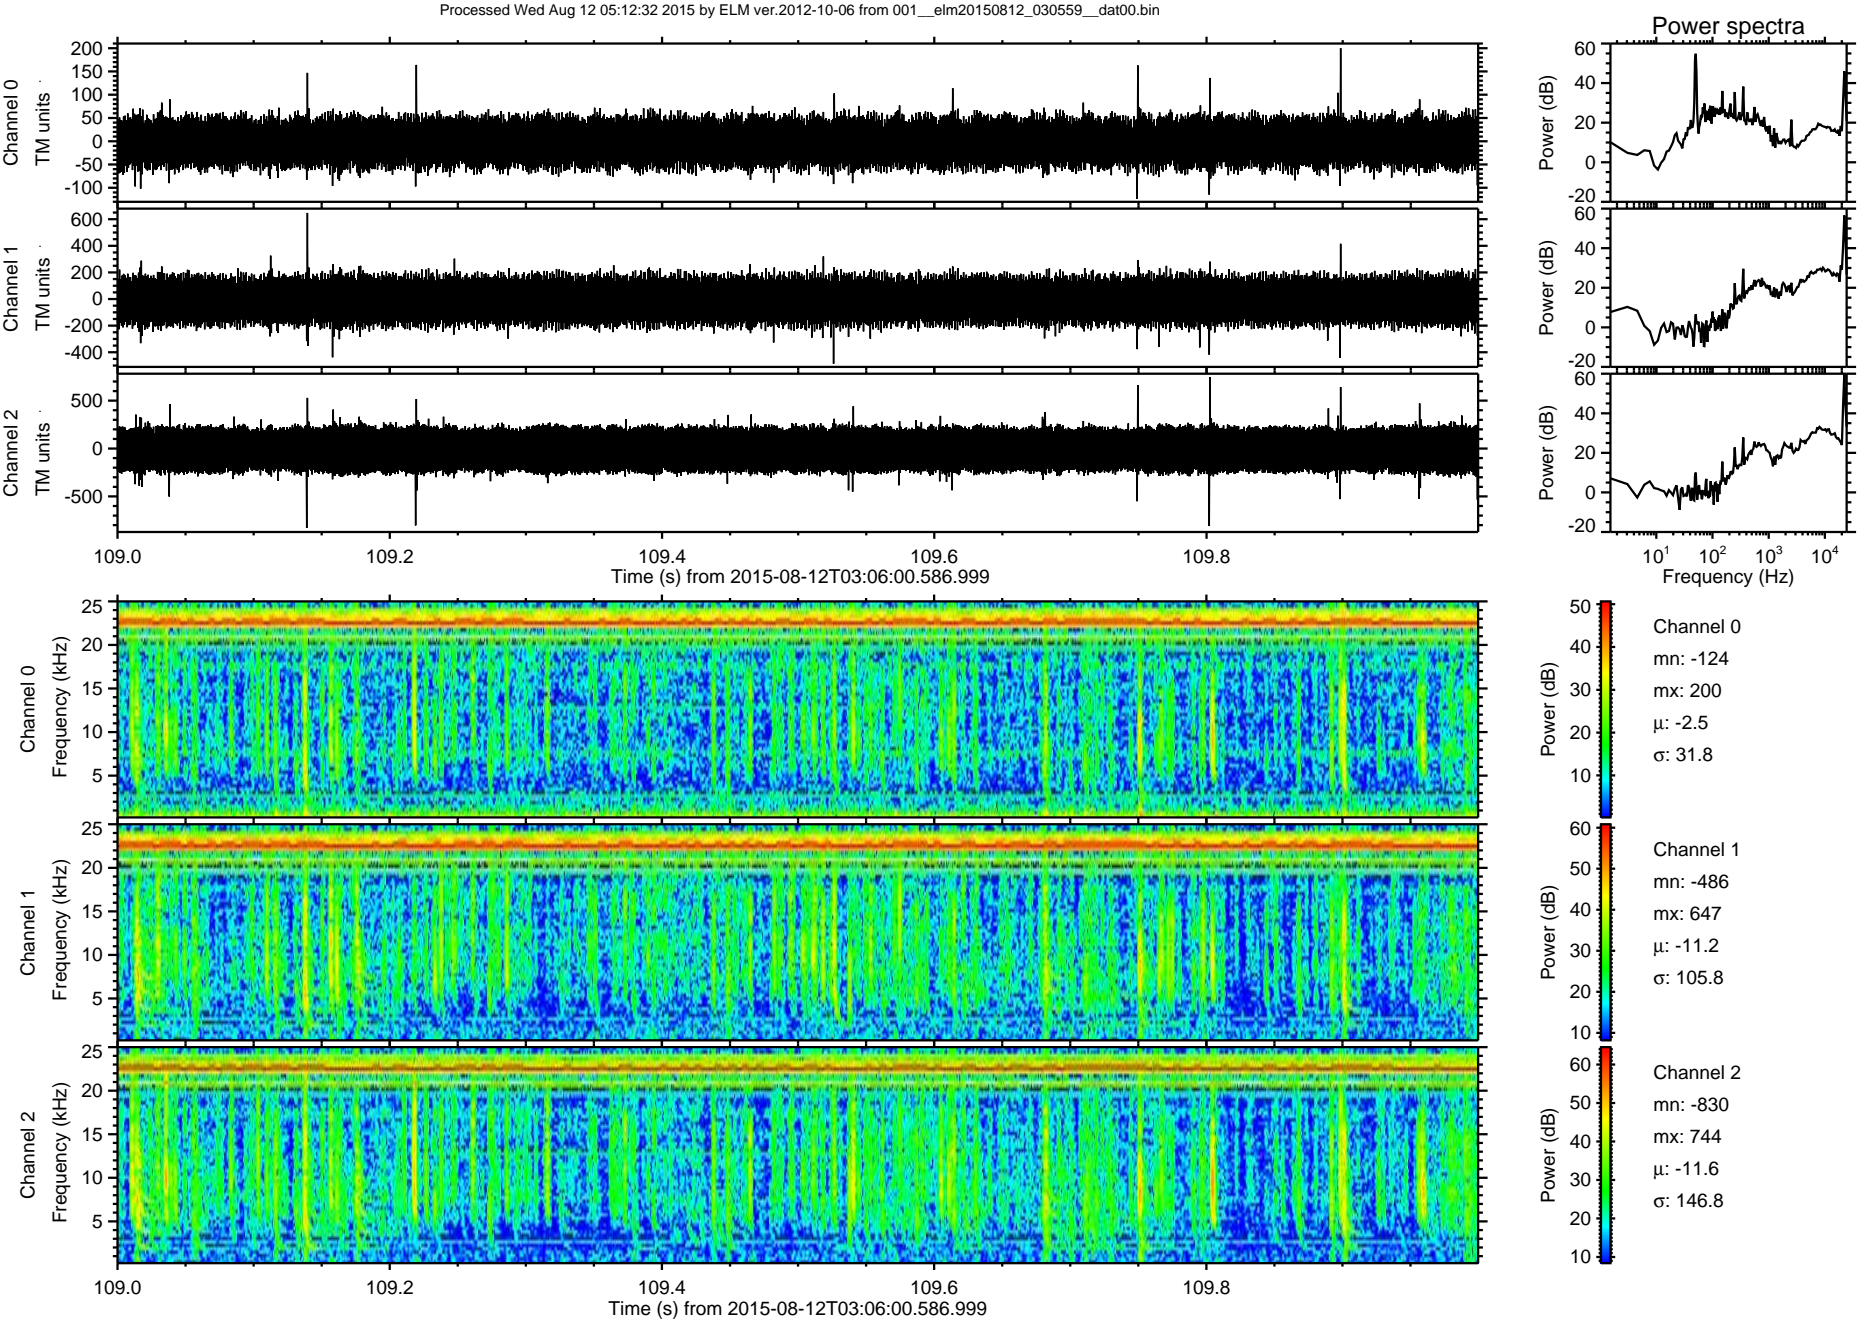 Processed Wed Aug 12 05:12:32 2015 by ELM ver.2012-10-06 from 001__elm20150812_030559__dat00.bin
Power spectra
Channel 0
TM units
200
150
100
50
0
-50
-100
Power (dB)
60
40
20
0
-20
Channel 1
TM units
600
400
200
0
-200
-400
Power (dB)
60
40
20
0
-20
Channel 2
TM units
500
0
-500
Power (dB)
60
40
20
0
-20
109.0 109.2 109.4 109.6 109.8
Time (s) from 2015-08-12T03:06:00.586.999
10¹ 10² 10³ 10⁴
Frequency (Hz)
Channel 0
Frequency (kHz)
25
20
15
10
5
Power (dB)
50
40
30
20
10
Channel 0
mn: -124
mx: 200
μ: -2.5
σ: 31.8
Channel 1
Frequency (kHz)
25
20
15
10
5
Power (dB)
60
50
40
30
20
10
Channel 1
mn: -486
mx: 647
μ: -11.2
σ: 105.8
Channel 2
Frequency (kHz)
25
20
15
10
5
Power (dB)
60
50
40
30
20
10
Channel 2
mn: -830
mx: 744
μ: -11.6
σ: 146.8
109.0 109.2 109.4 109.6 109.8
Time (s) from 2015-08-12T03:06:00.586.999